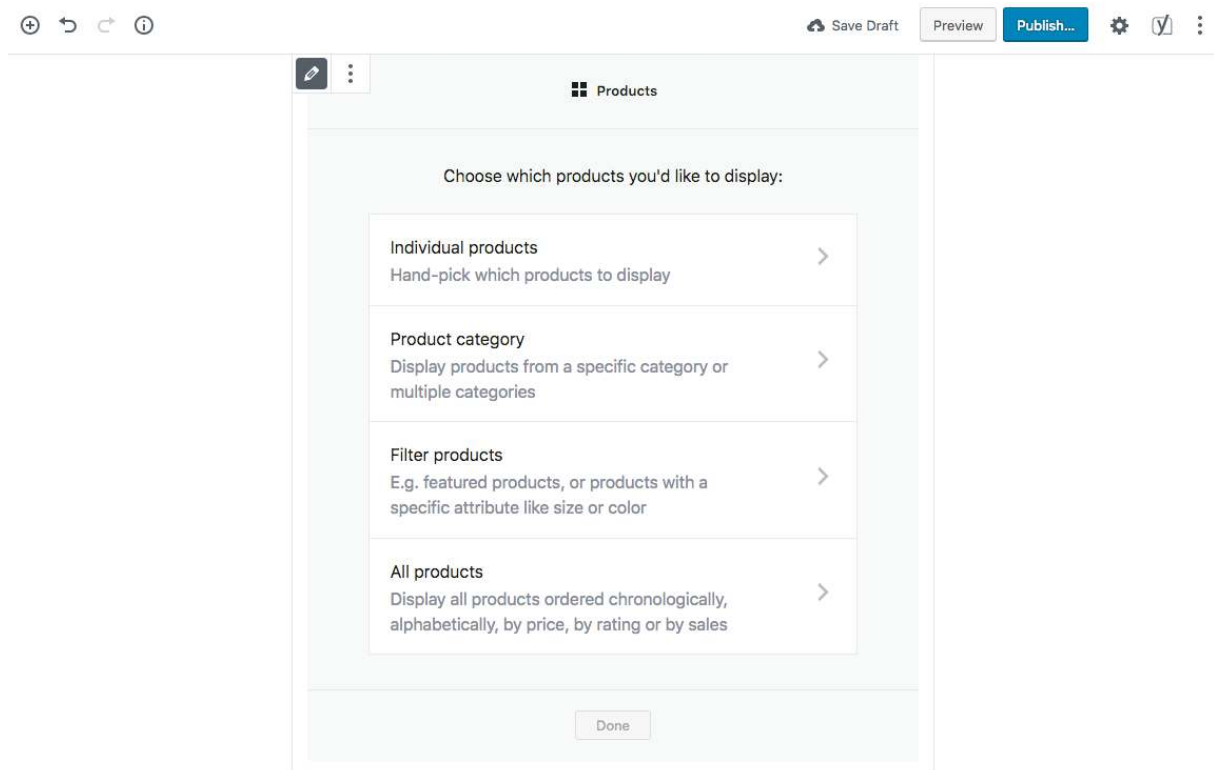 Save Draft
Preview
Publish...
Products
Choose which products you'd like to display:
Individual products
Hand-pick which products to display
Product category
Display products from a specific category or
multiple categories
Filter products
E.g. featured products, or products with a
specific attribute like size or color
All products
Display all products ordered chronologically,
alphabetically, by price, by rating or by sales
Done